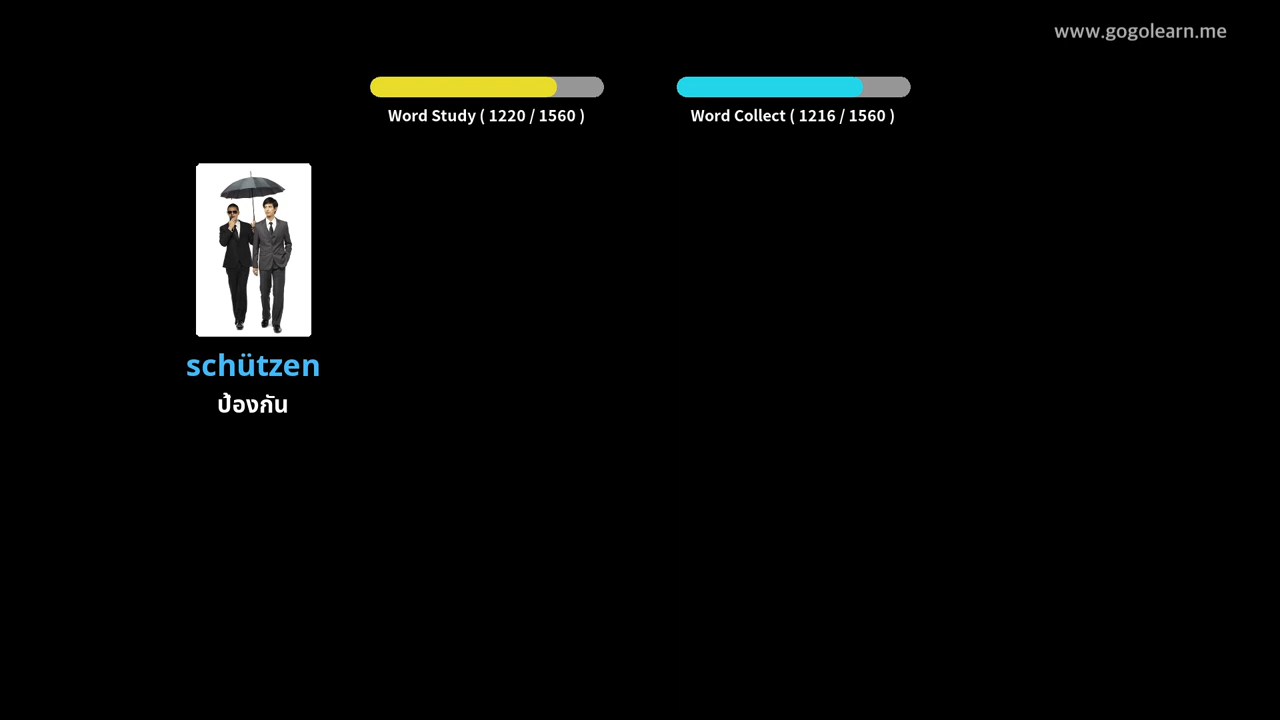 www.gogolearn.me
Word Study ( 1220 / 1560 )
Word Collect ( 1216 / 1560 )
schützen
ป้องกัน